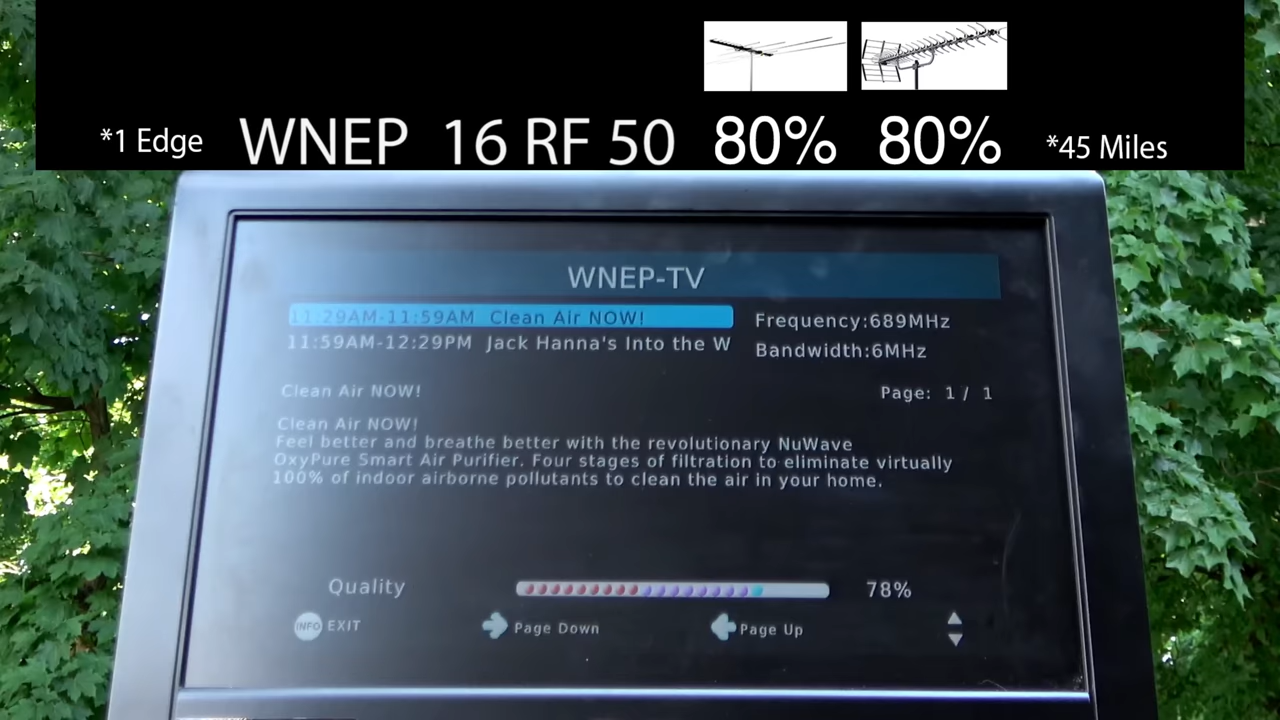 *1 Edge WNEP 16 RF 50 80% 80% *45 Miles
WNEP-TV
11:29AM-11:59AM Clean Air NOW!
11:59AM-12:29PM Jack Hanna's Into the W
Frequency:689MHz
Bandwidth:6MHz
Clean Air NOW!
Page: 1 / 1
Clean Air NOW!
Feel better and breathe better with the revolutionary NuWave
OxyPure Smart Air Purifier. Four stages of filtration to eliminate virtually
100% of indoor airborne pollutants to clean the air in your home.
Quality 78%
INFO EXIT Page Down Page Up